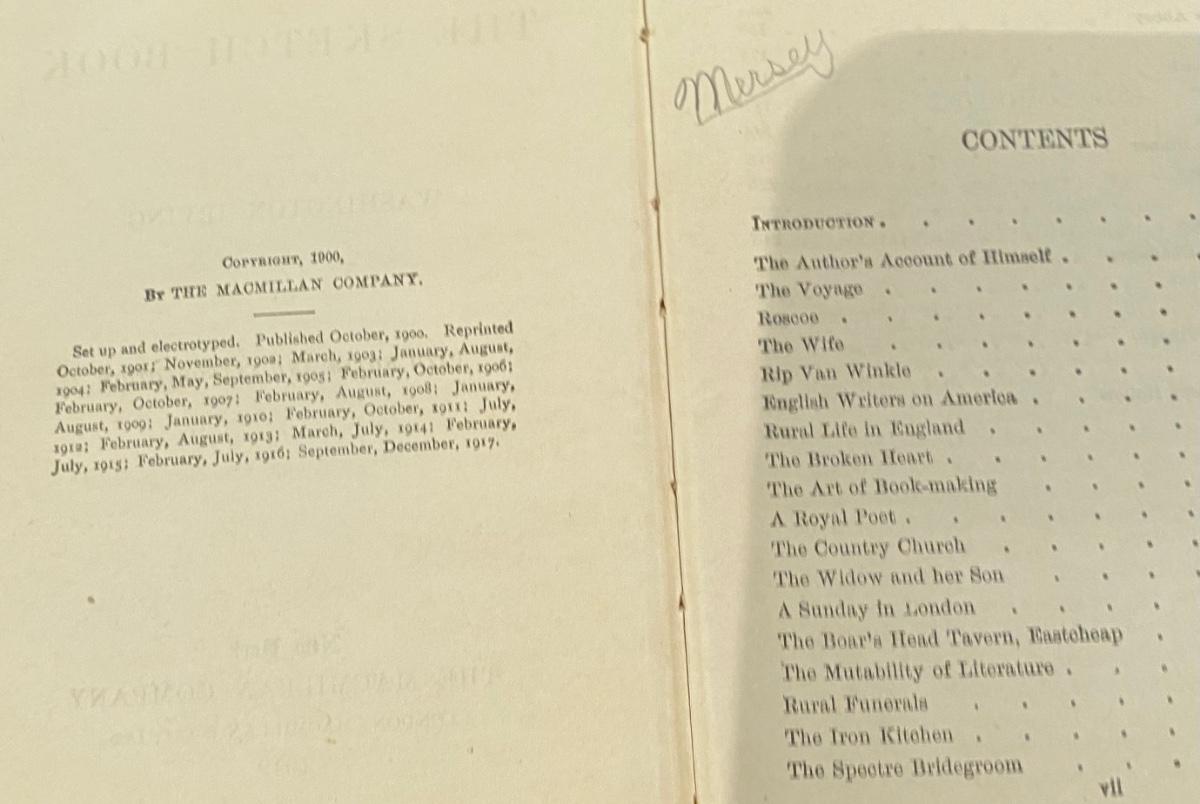 COPYRIGHT, 1900,
BY THE MACMILLAN COMPANY.
Set up and electrotyped. Published October, 1900. Reprinted
October, 1901; November, 1902; March, 1903; January, August,
1904; February, May, September, 1905; February, October, 1906;
February, October, 1907; February, August, 1908; January,
August, 1909; January, 1910; February, October, 1911; July,
1912; February, August, 1913; March, July, 1914; February,
July, 1915; February, July, 1916; September, December, 1917.
Mersey
CONTENTS
INTRODUCTION . . . . . . . .
The Author's Account of Himself . . . .
The Voyage . . . . . . .
Roscoe . . . . . . . .
The Wife . . . . . . .
Rip Van Winkle . . . . . .
English Writers on America . . . .
Rural Life in England . . . . .
The Broken Heart . . . . . .
The Art of Book-making . . . .
A Royal Poet . . . . . . .
The Country Church . . . . .
The Widow and her Son . . . .
A Sunday in London . . . .
The Boar's Head Tavern, Eastcheap .
The Mutability of Literature . . .
Rural Funerals . . . . .
The Iron Kitchen . . . . .
The Spectre Bridegroom . . .
vii